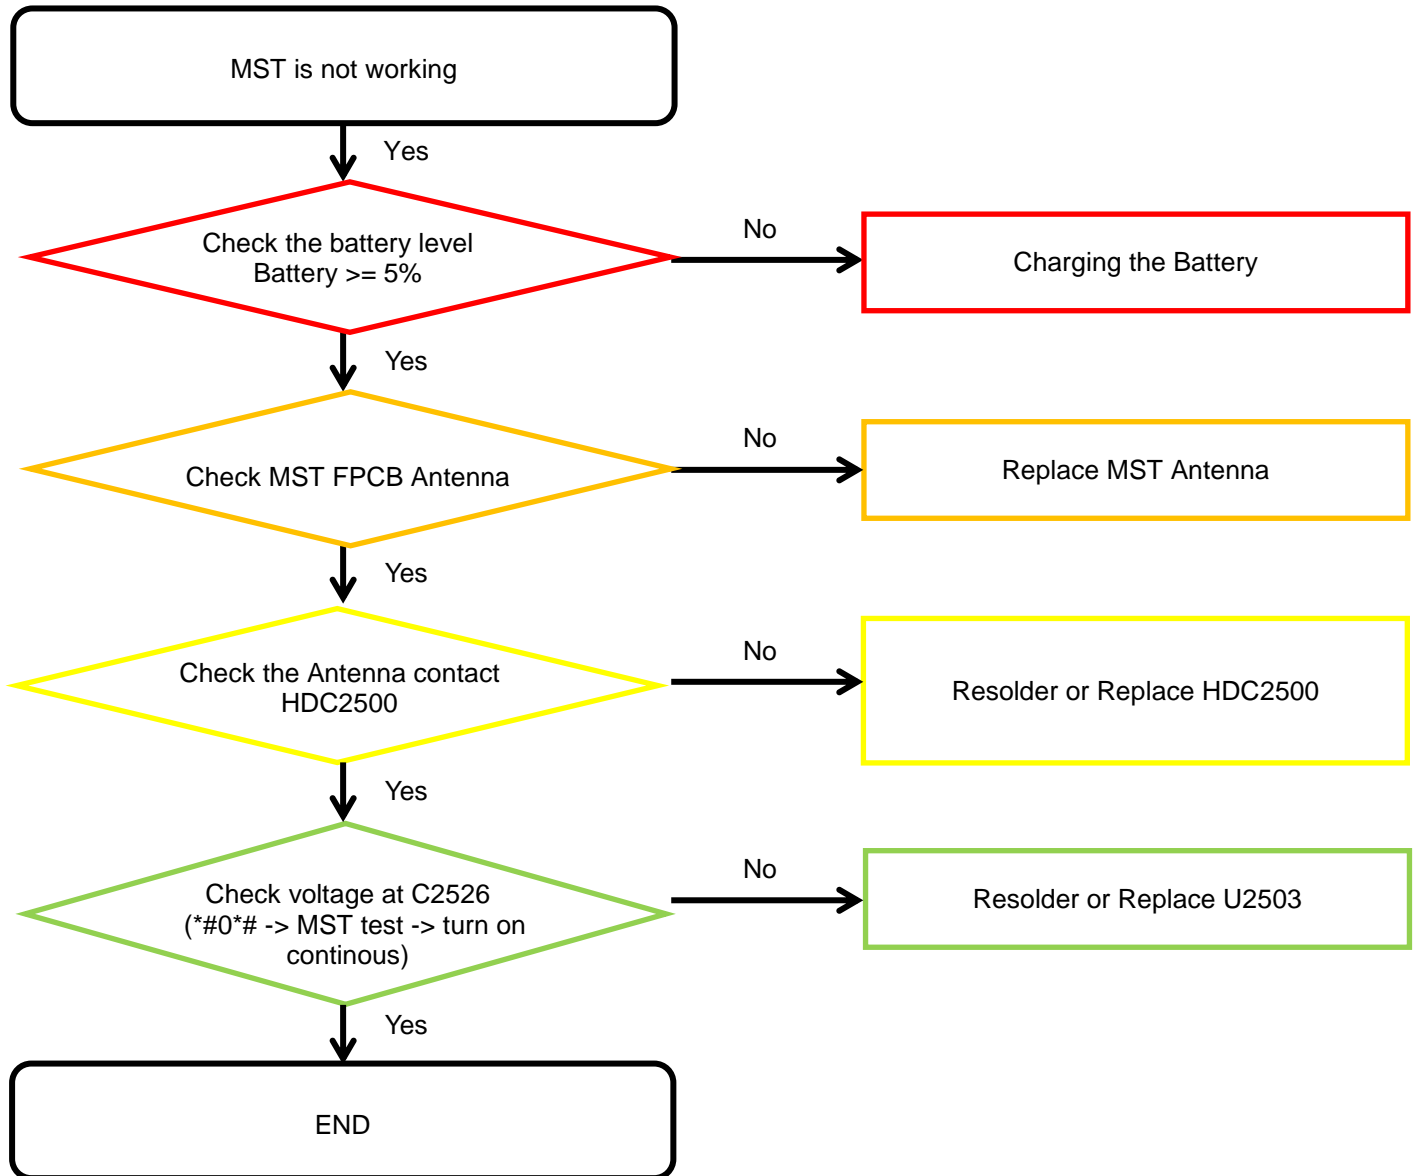 MST is not working
Yes
Check the battery level
Battery >= 5%
No
Charging the Battery
Yes
Check MST FPCB Antenna
No
Replace MST Antenna
Yes
Check the Antenna contact
HDC2500
No
Resolder or Replace HDC2500
Yes
Check voltage at C2526
(*#0*# -> MST test -> turn on
continous)
No
Resolder or Replace U2503
Yes
END